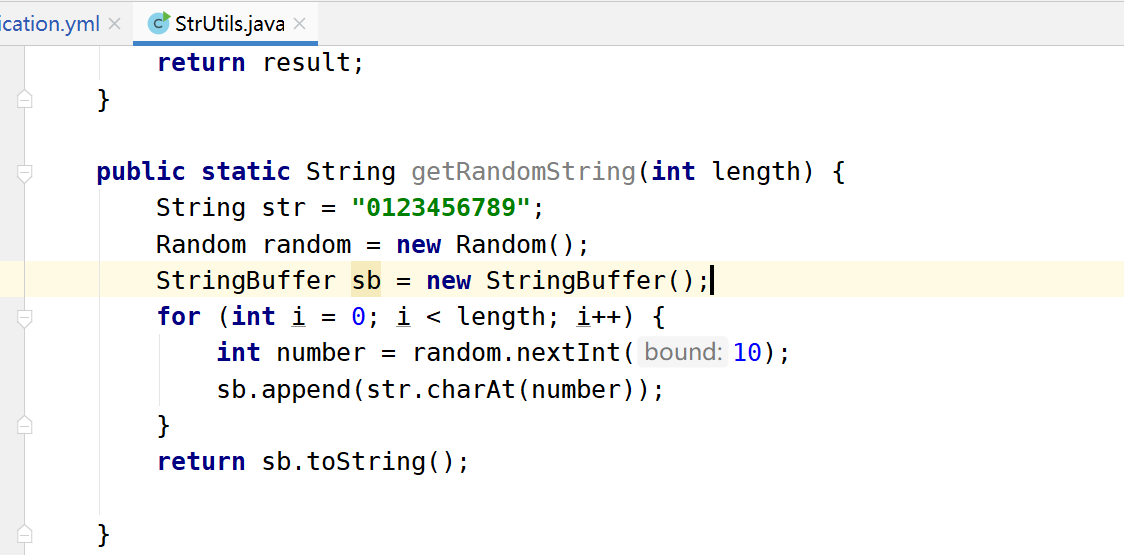 ication.yml
StrUtils.java
return result;
}
public static String getRandomString(int length) {
String str = "0123456789";
Random random = new Random();
StringBuffer sb = new StringBuffer();
for (int i = 0; i < length; i++) {
int number = random.nextInt( bound: 10);
sb.append(str.charAt(number));
}
return sb.toString();
}